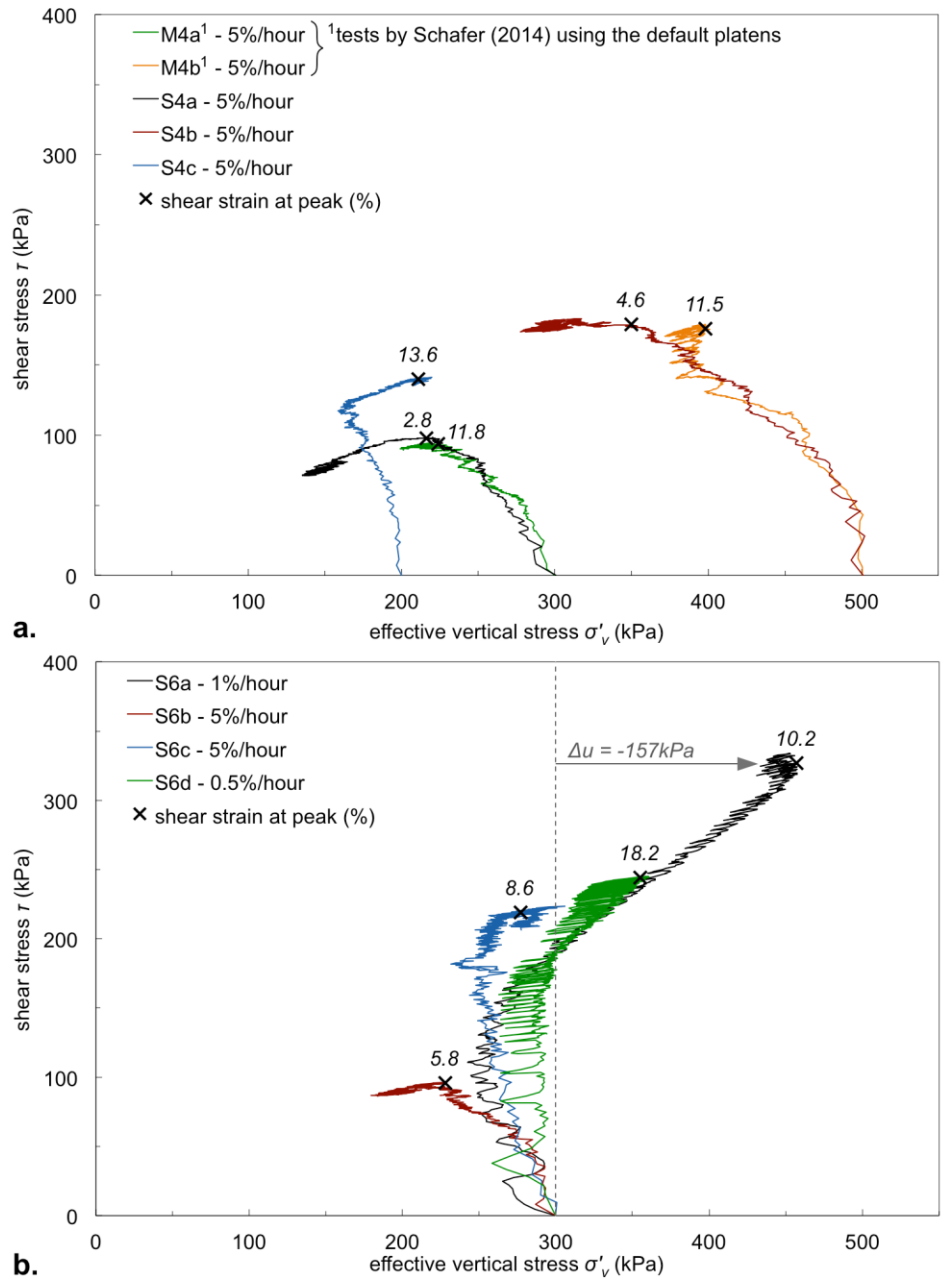 400
M4a¹ - 5%/hour
¹tests by Schafer (2014) using the default platens
M4b¹ - 5%/hour
S4a - 5%/hour
S4b - 5%/hour
S4c - 5%/hour
shear strain at peak (%)
300
200
100
0
shear stress τ (kPa)
4.6
11.5
13.6
2.8
11.8
0
100
200
300
400
500
effective vertical stress σ'v (kPa)
a.
400
S6a - 1%/hour
S6b - 5%/hour
S6c - 5%/hour
S6d - 0.5%/hour
shear strain at peak (%)
300
200
100
0
shear stress τ (kPa)
Δu = -157kPa
10.2
18.2
8.6
5.8
0
100
200
300
400
500
effective vertical stress σ'v (kPa)
b.